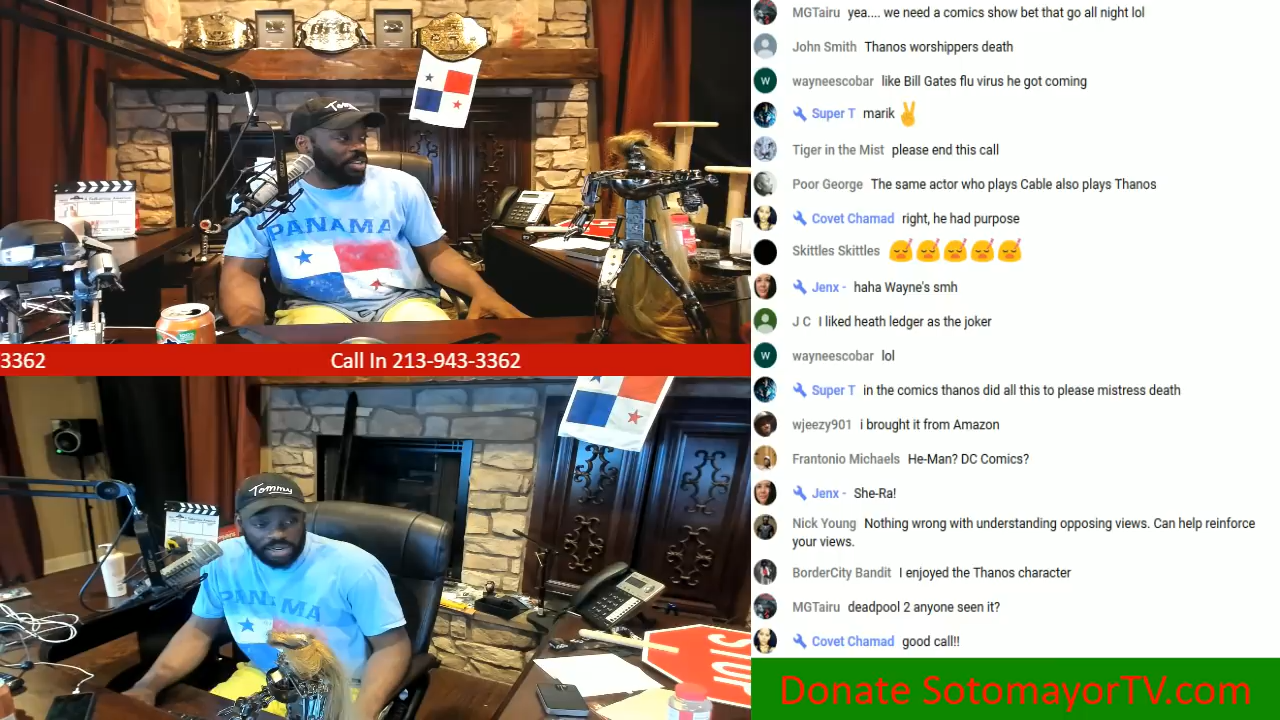 Tommy
PANAMA
3362
Call In 213-943-3362
Tommy
PANAMA
STOP
MGTairu yea.... we need a comics show bet that go all night lol
John Smith Thanos worshippers death
W
wayneescobar like Bill Gates flu virus he got coming
Super T marik ✌
Tiger in the Mist please end this call
Poor George The same actor who plays Cable also plays Thanos
Covet Chamad right, he had purpose
Skittles Skittles
Jenx - haha Wayne's smh
J C I liked heath ledger as the joker
W
wayneescobar lol
Super T in the comics thanos did all this to please mistress death
wjeezy901 i brought it from Amazon
Frantonio Michaels He-Man? DC Comics?
Jenx - She-Ra!
Nick Young Nothing wrong with understanding opposing views. Can help reinforce
your views.
BorderCity Bandit I enjoyed the Thanos character
MGTairu deadpool 2 anyone seen it?
Covet Chamad good call!!
Donate SotomayorTV.com